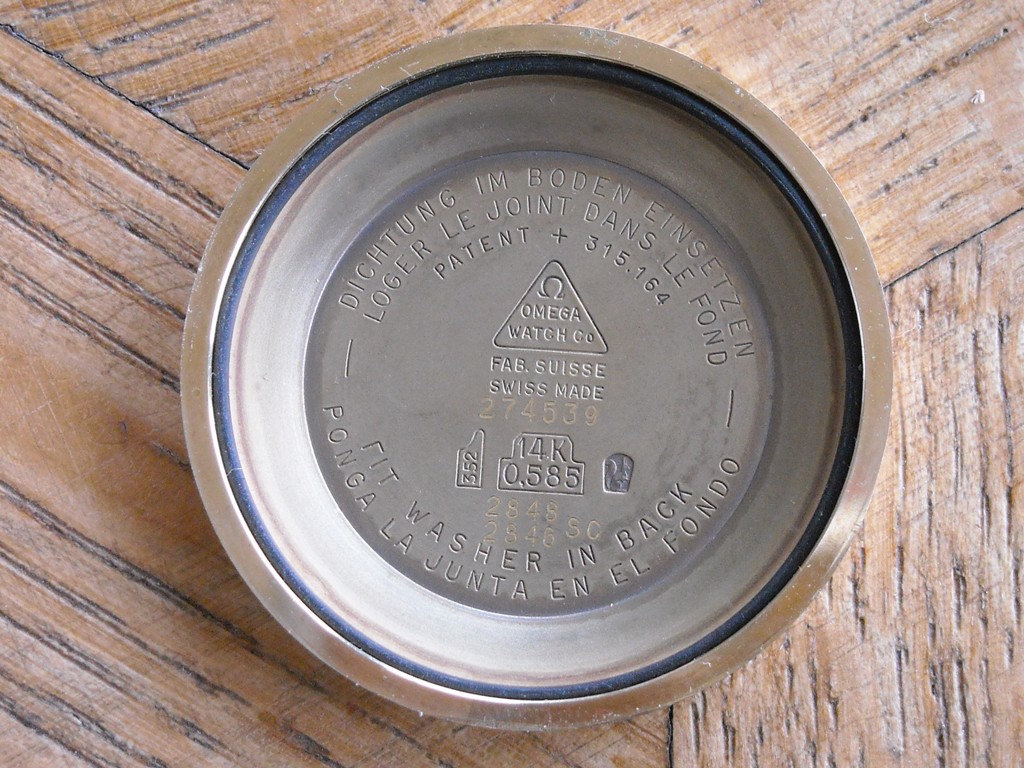 DICHTUNG IM BODEN EINSETZEN
LOGER LE JOINT DANS LE FOND
PATENT + 315.164
Ω
OMEGA
WATCH Co
FAB. SUISSE
SWISS MADE
274539
352
14K
0,585
2848
2846 SC
FIT WASHER IN BACK
PONGA LA JUNTA EN EL FONDO